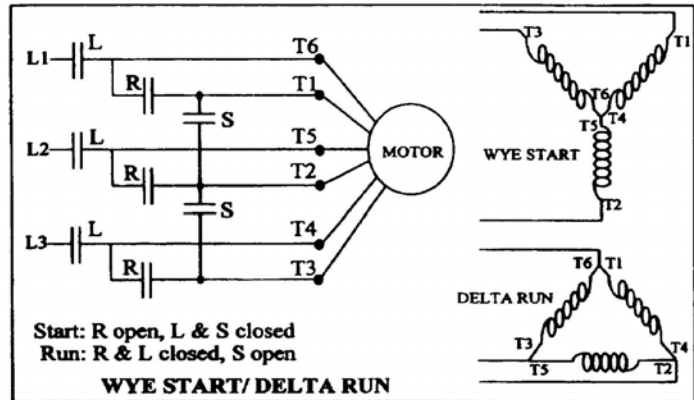 L1
L
T6
R
T1
S
L2
L
T5
R
T2
MOTOR
S
L3
L
T4
R
T3
Start: R open, L & S closed
Run: R & L closed, S open
WYE START/ DELTA RUN
T3
T1
T6
T5
T4
WYE START
T2
T6
T1
DELTA RUN
T3
T4
T5
T2